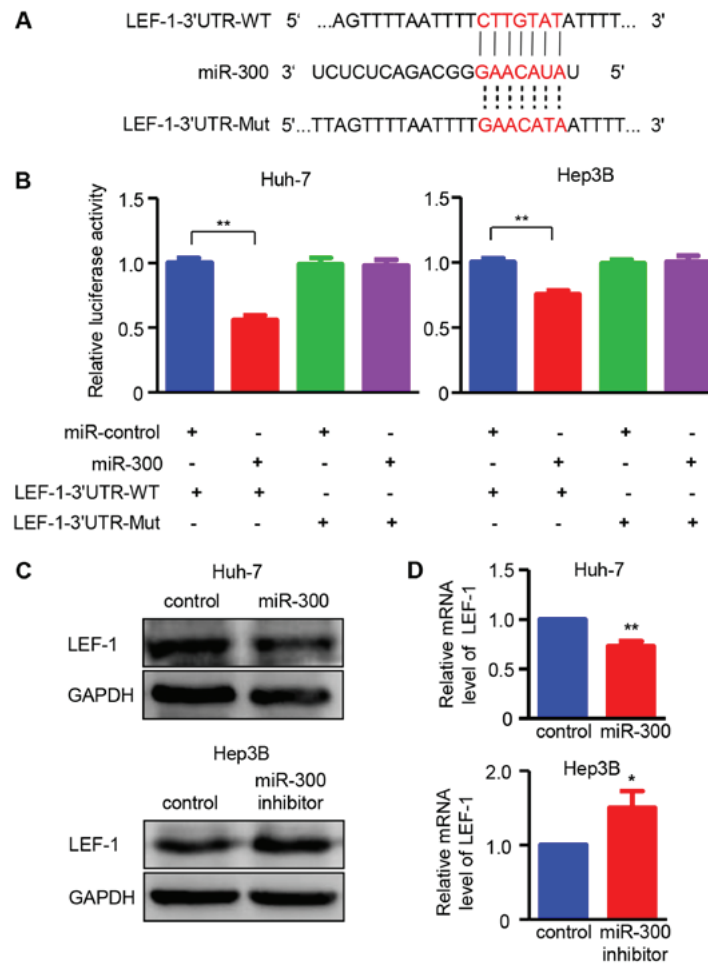 A
LEF-1-3'UTR-WT 5' ...AGTTTTAATTTTCTTGTATATTTT... 3'
miR-300 3' UCUCUCAGACGGGAACAUAU 5'
LEF-1-3'UTR-Mut 5'...TTAGTTTTAATTTTGAACATAATTTT... 3'
B
Huh-7
Hep3B
Relative luciferase activity
1.5
1.0
0.5
0
**
1.5
1.0
0.5
0
**
miR-control + - + - + - + -
miR-300 - + - + - + - +
LEF-1-3'UTR-WT + + - - + + - -
LEF-1-3'UTR-Mut - - + + - - + +
C
Huh-7
control miR-300
LEF-1
GAPDH
Hep3B
control miR-300 inhibitor
LEF-1
GAPDH
D
Huh-7
Relative mRNA
level of LEF-1
1.5
1.0
0.5
0
**
control miR-300
Hep3B
Relative mRNA
level of LEF-1
2.0
1.5
1.0
0
*
control miR-300
inhibitor